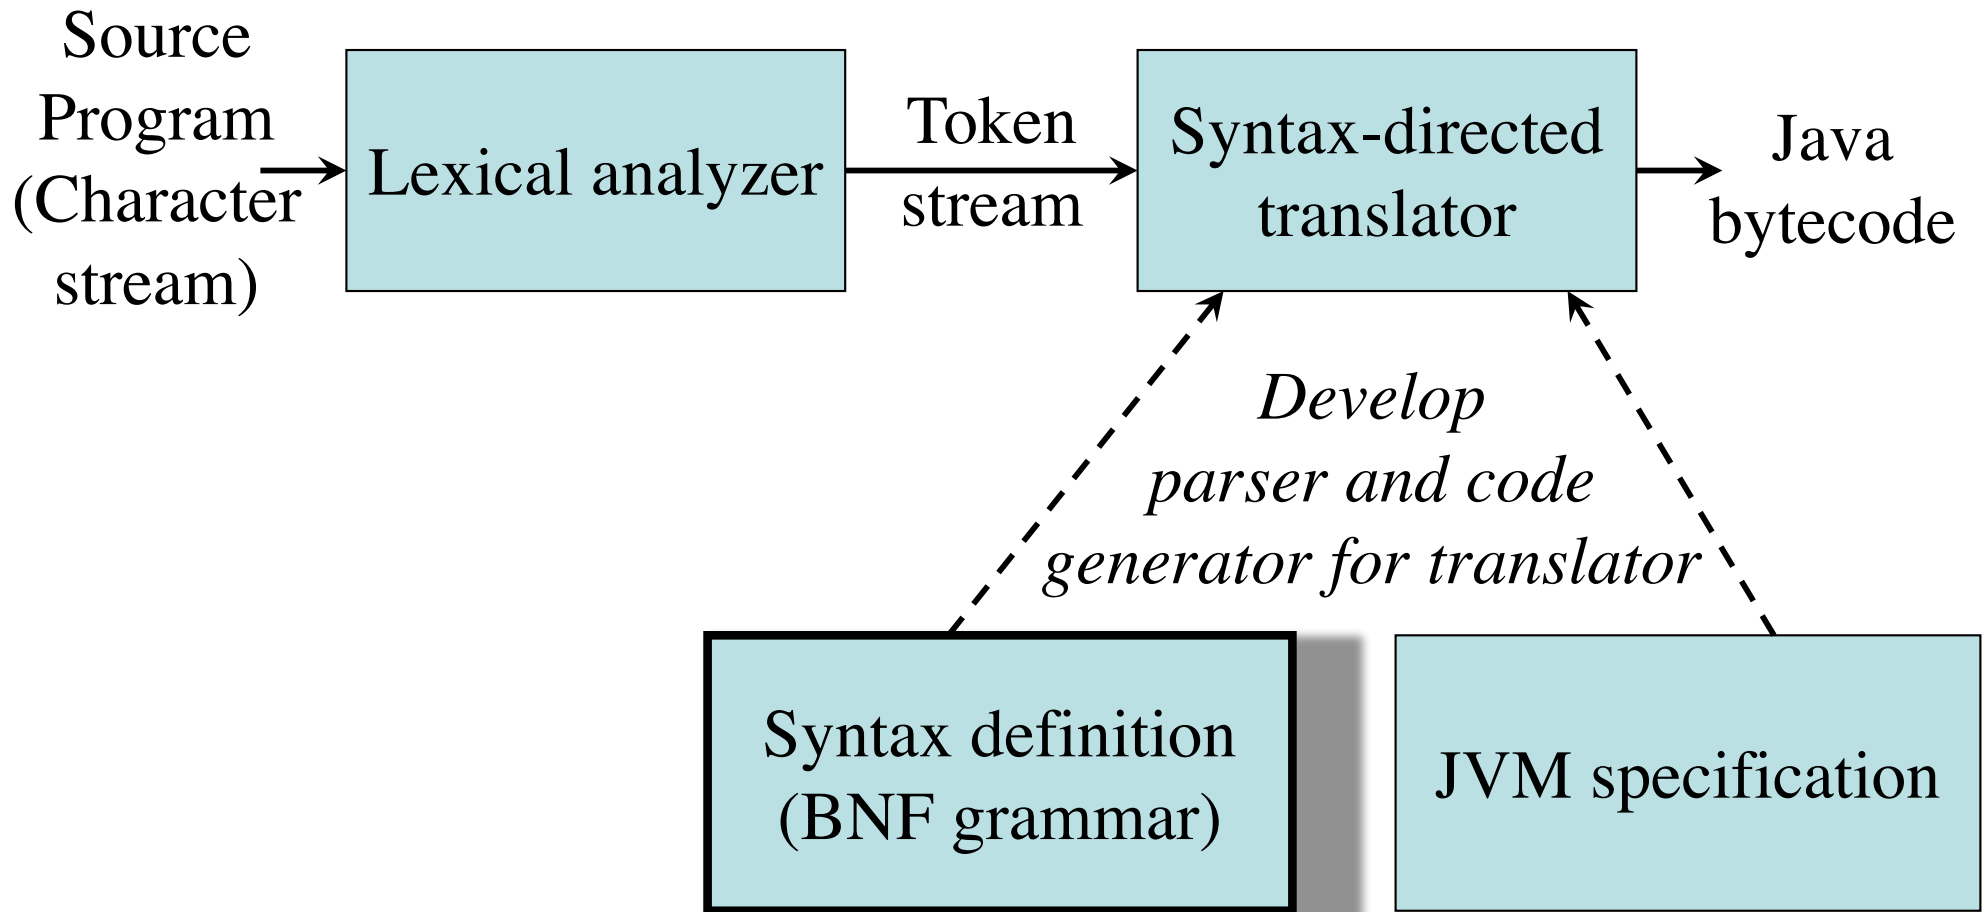 Source
Program
(Character
stream)
Lexical analyzer
Token
stream
Syntax-directed
translator
Java
bytecode
Develop
parser and code
generator for translator
Syntax definition
(BNF grammar)
JVM specification